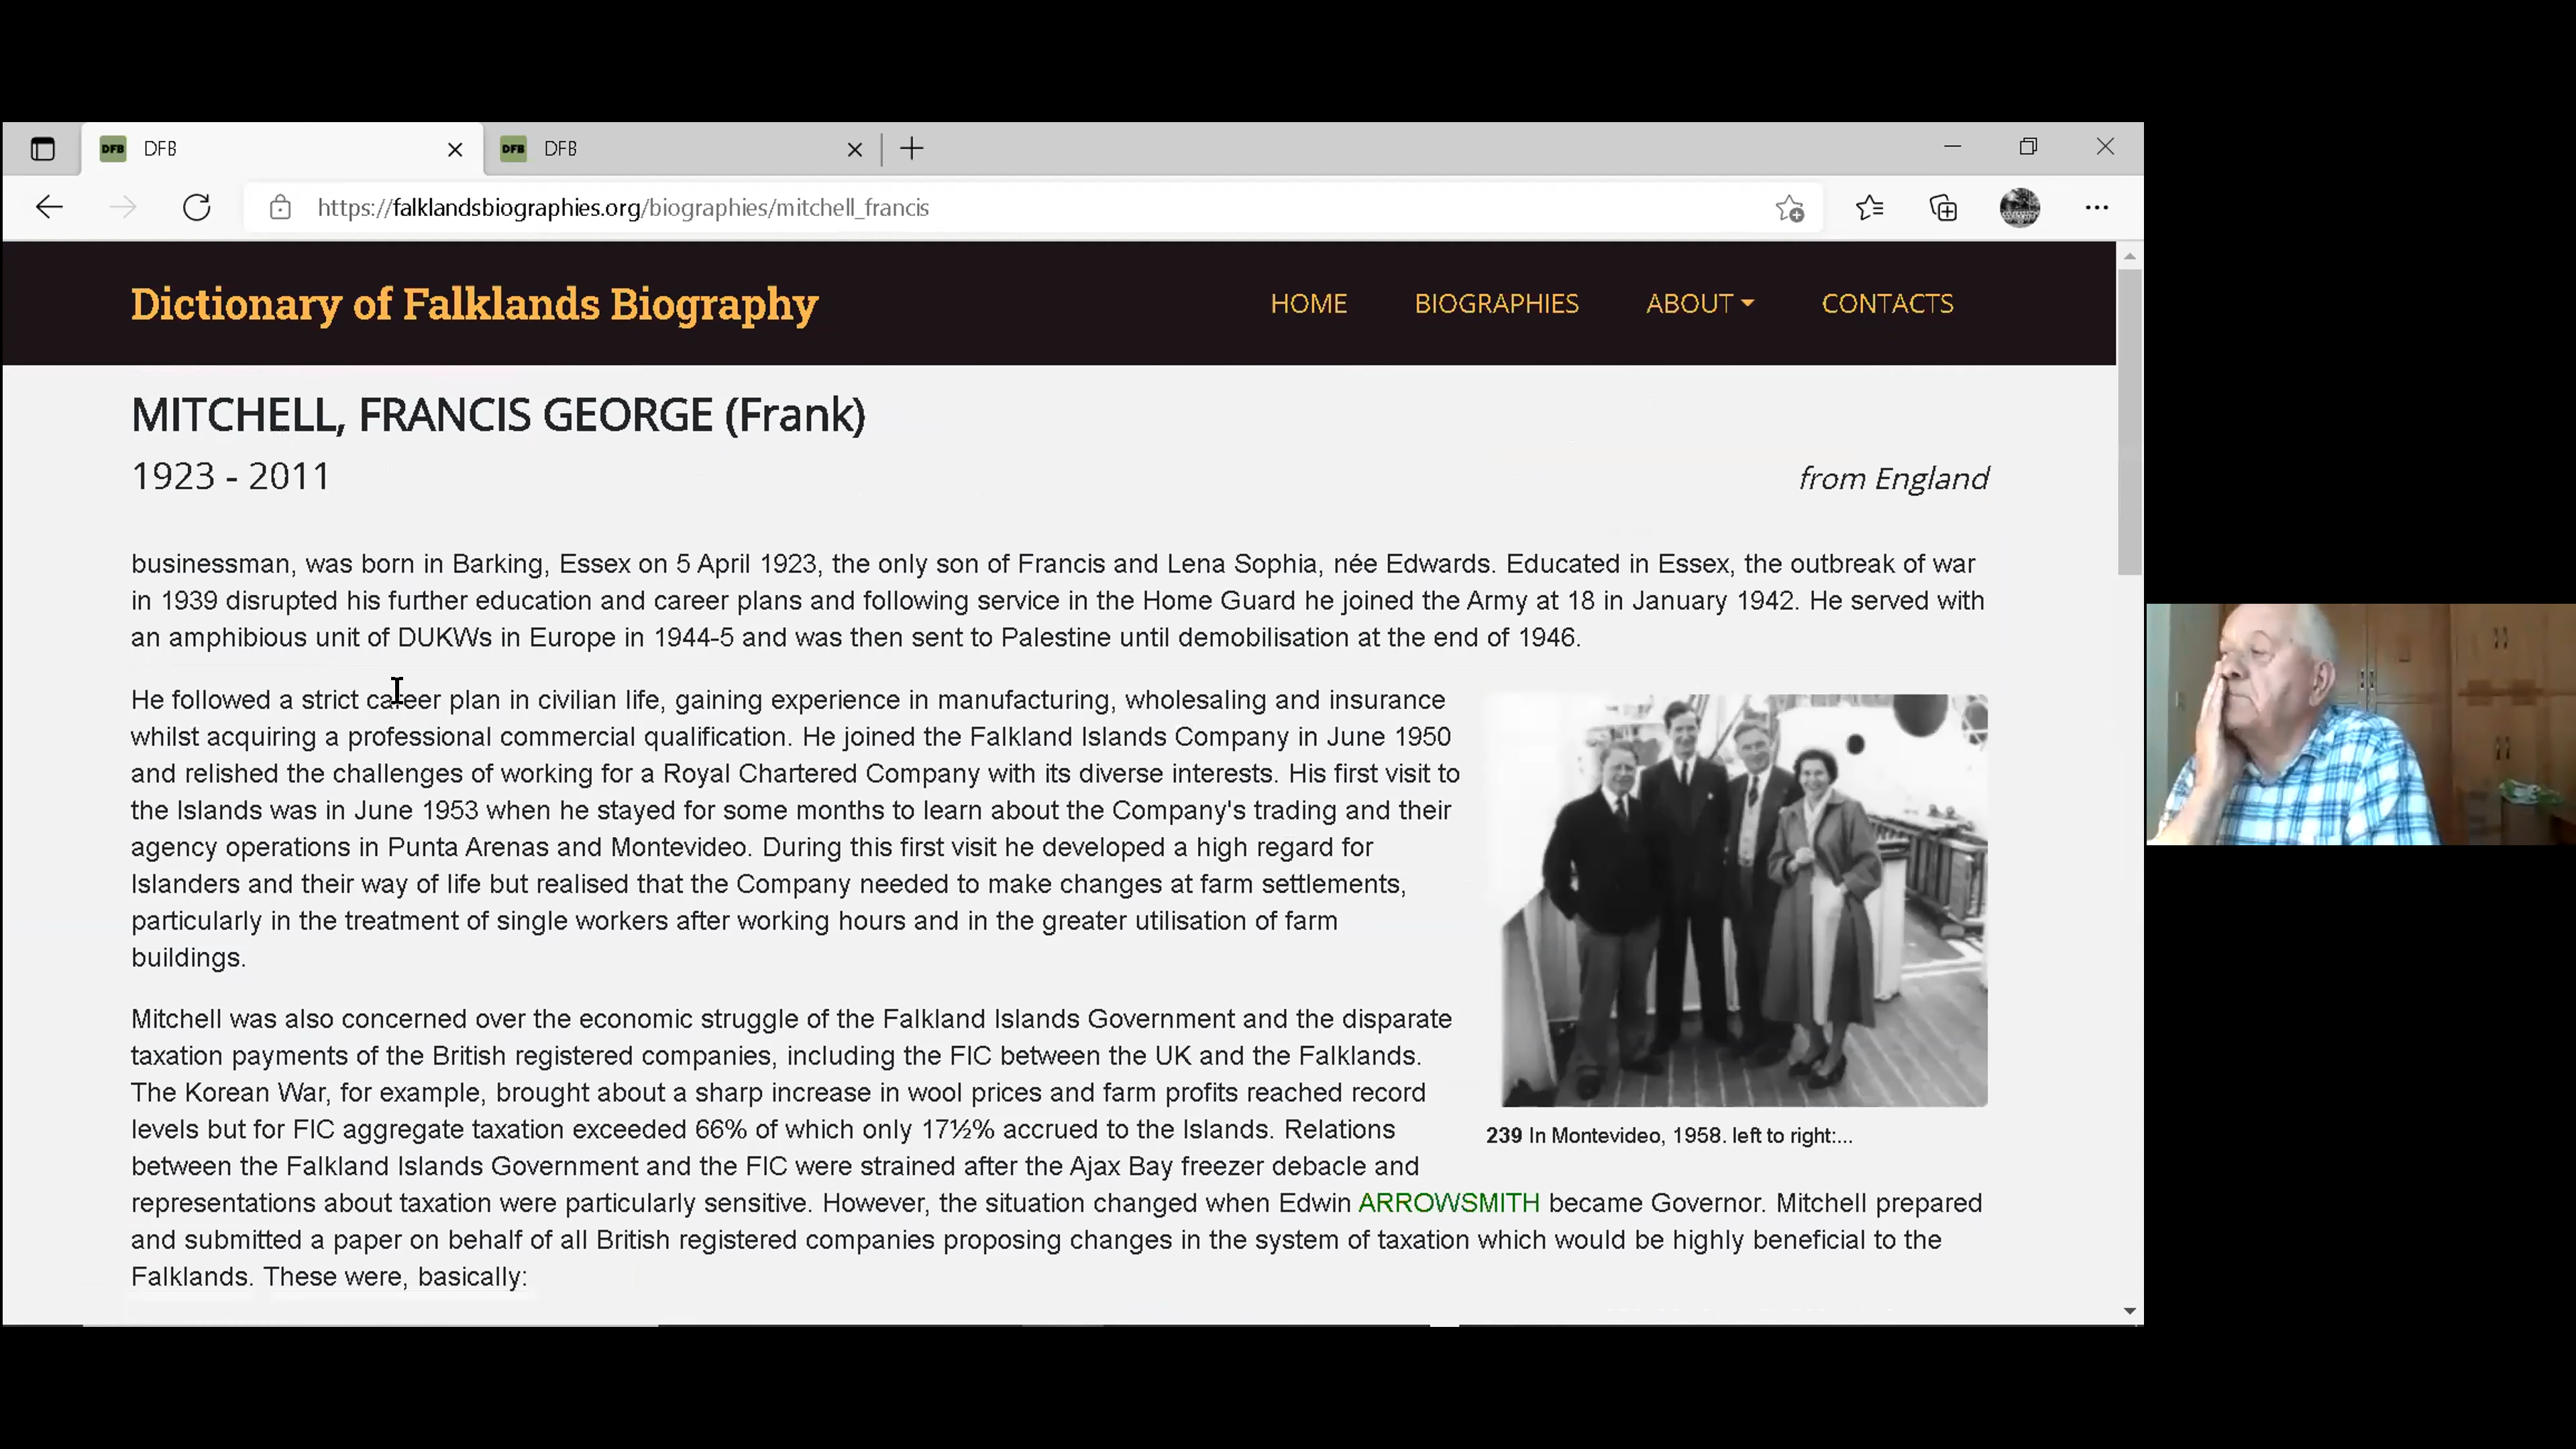 DFB
DFB
https://falklandsbiographies.org/biographies/mitchell_francis
Dictionary of Falklands Biography
HOME BIOGRAPHIES ABOUT CONTACTS
MITCHELL, FRANCIS GEORGE (Frank)
1923 - 2011
from England
businessman, was born in Barking, Essex on 5 April 1923, the only son of Francis and Lena Sophia, née Edwards. Educated in Essex, the outbreak of war
in 1939 disrupted his further education and career plans and following service in the Home Guard he joined the Army at 18 in January 1942. He served with
an amphibious unit of DUKWs in Europe in 1944-5 and was then sent to Palestine until demobilisation at the end of 1946.
He followed a strict career plan in civilian life, gaining experience in manufacturing, wholesaling and insurance
whilst acquiring a professional commercial qualification. He joined the Falkland Islands Company in June 1950
and relished the challenges of working for a Royal Chartered Company with its diverse interests. His first visit to
the Islands was in June 1953 when he stayed for some months to learn about the Company's trading and their
agency operations in Punta Arenas and Montevideo. During this first visit he developed a high regard for
Islanders and their way of life but realised that the Company needed to make changes at farm settlements,
particularly in the treatment of single workers after working hours and in the greater utilisation of farm
buildings.
Mitchell was also concerned over the economic struggle of the Falkland Islands Government and the disparate
taxation payments of the British registered companies, including the FIC between the UK and the Falklands.
The Korean War, for example, brought about a sharp increase in wool prices and farm profits reached record
levels but for FIC aggregate taxation exceeded 66% of which only 17½% accrued to the Islands. Relations
between the Falkland Islands Government and the FIC were strained after the Ajax Bay freezer debacle and
representations about taxation were particularly sensitive. However, the situation changed when Edwin ARROWSMITH became Governor. Mitchell prepared
and submitted a paper on behalf of all British registered companies proposing changes in the system of taxation which would be highly beneficial to the
Falklands. These were, basically:
239 In Montevideo, 1958. left to right:...